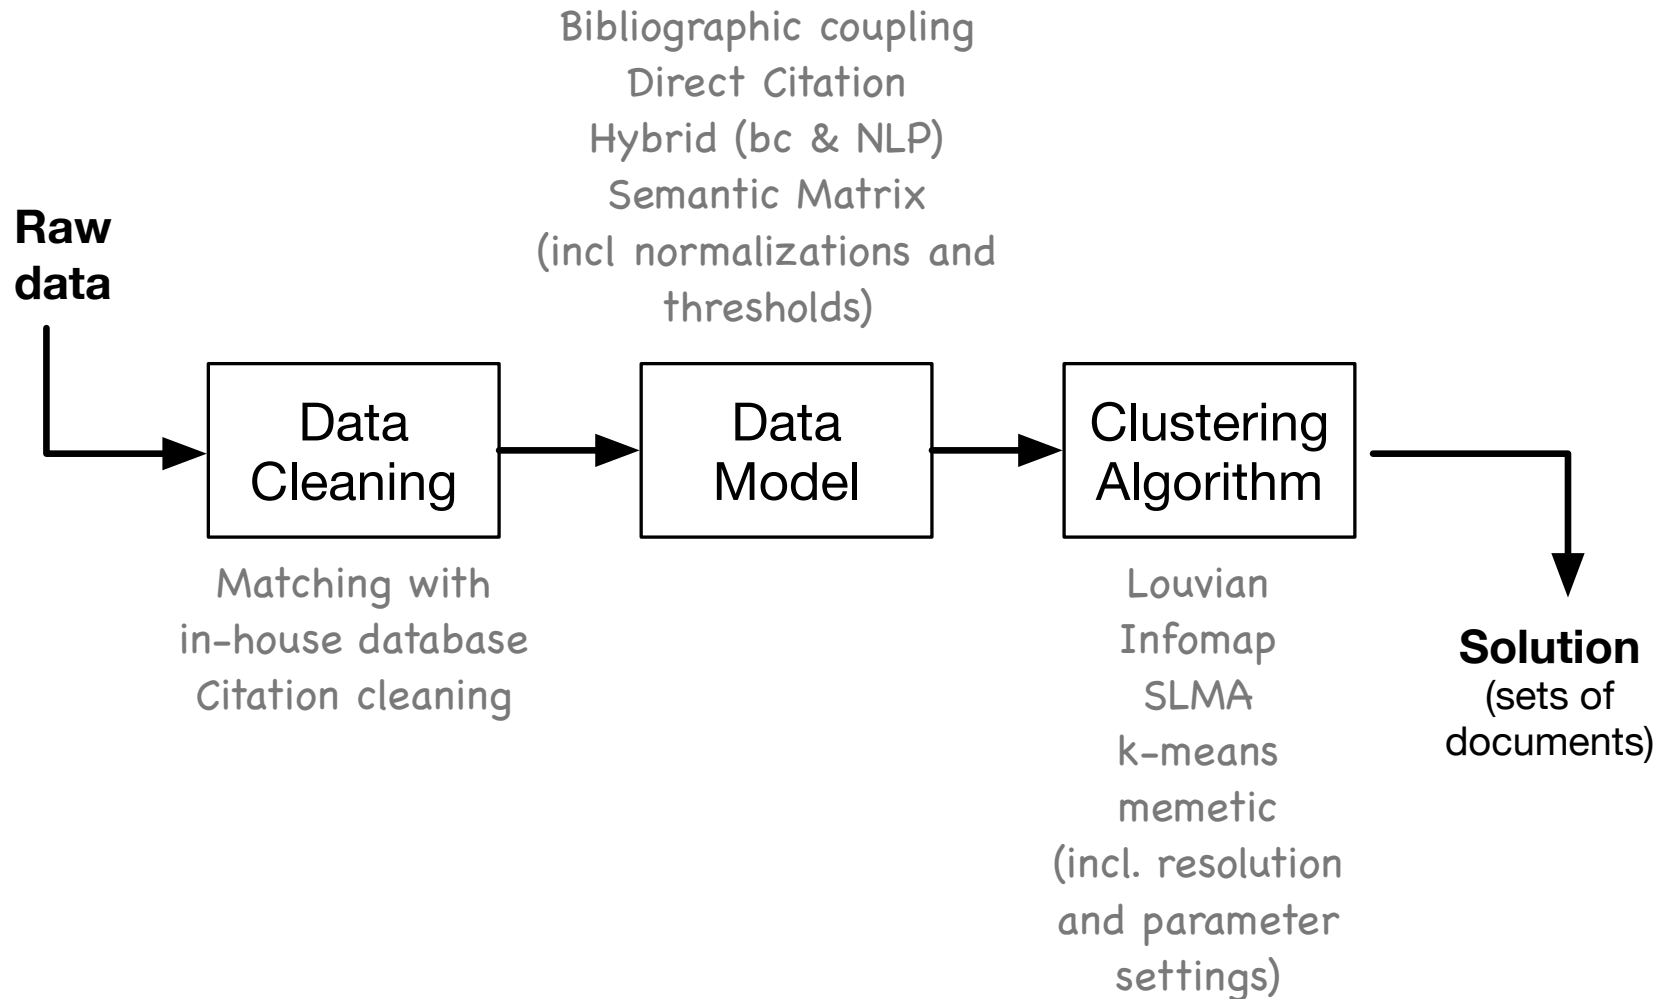 Bibliographic coupling
Direct Citation
Hybrid (bc & NLP)
Semantic Matrix
(incl normalizations and
thresholds)
Raw
data
Data
Cleaning
Data
Model
Clustering
Algorithm
Matching with
in-house database
Citation cleaning
Louvian
Infomap
SLMA
k-means
memetic
(incl. resolution
and parameter
settings)
Solution
(sets of
documents)